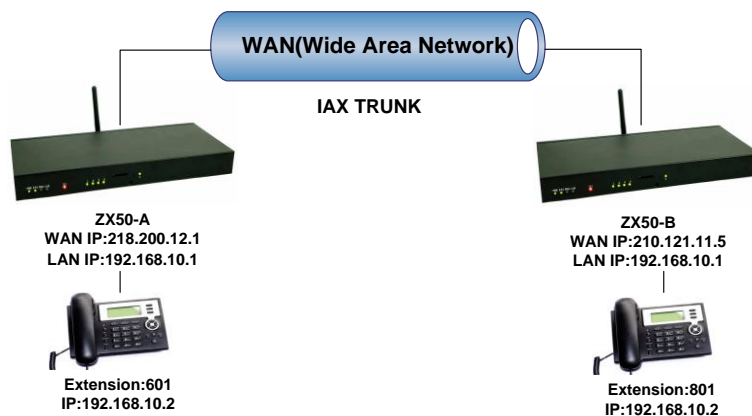 WAN(Wide Area Network)
IAX TRUNK
ZX50-A
WAN IP:218.200.12.1
LAN IP:192.168.10.1
Extension:601
IP:192.168.10.2
ZX50-B
WAN IP:210.121.11.5
LAN IP:192.168.10.1
Extension:801
IP:192.168.10.2